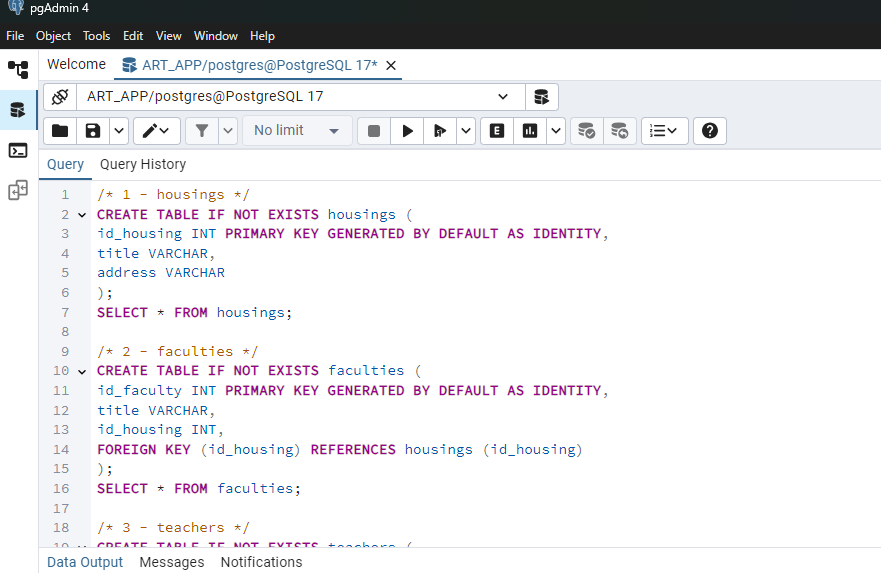 pgAdmin 4
File Object Tools Edit View Window Help
Welcome ART_APP/postgres@PostgreSQL 17*
ART_APP/postgres@PostgreSQL 17
No limit E
Query Query History
1 /* 1 - housings */
2 CREATE TABLE IF NOT EXISTS housings (
3 id_housing INT PRIMARY KEY GENERATED BY DEFAULT AS IDENTITY,
4 title VARCHAR,
5 address VARCHAR
6 );
7 SELECT * FROM housings;
8
9 /* 2 - faculties */
10 CREATE TABLE IF NOT EXISTS faculties (
11 id_faculty INT PRIMARY KEY GENERATED BY DEFAULT AS IDENTITY,
12 title VARCHAR,
13 id_housing INT,
14 FOREIGN KEY (id_housing) REFERENCES housings (id_housing)
15 );
16 SELECT * FROM faculties;
17
18 /* 3 - teachers */
19 CREATE TABLE IF NOT EXISTS teachers (
Data Output Messages Notifications